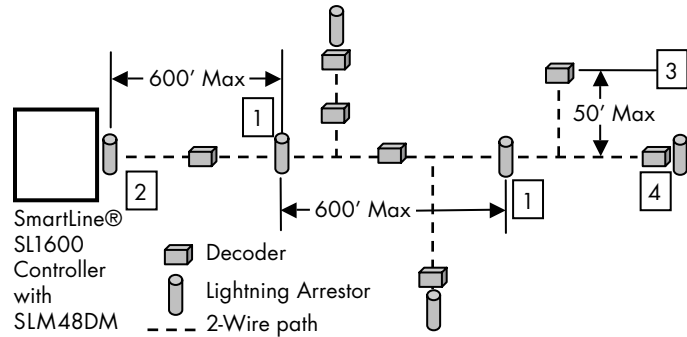 600' Max
1
3
50' Max
2
600' Max
1
4
SmartLine®
SL1600
Controller
with
SLM48DM
Decoder
Lightning Arrestor
2-Wire path